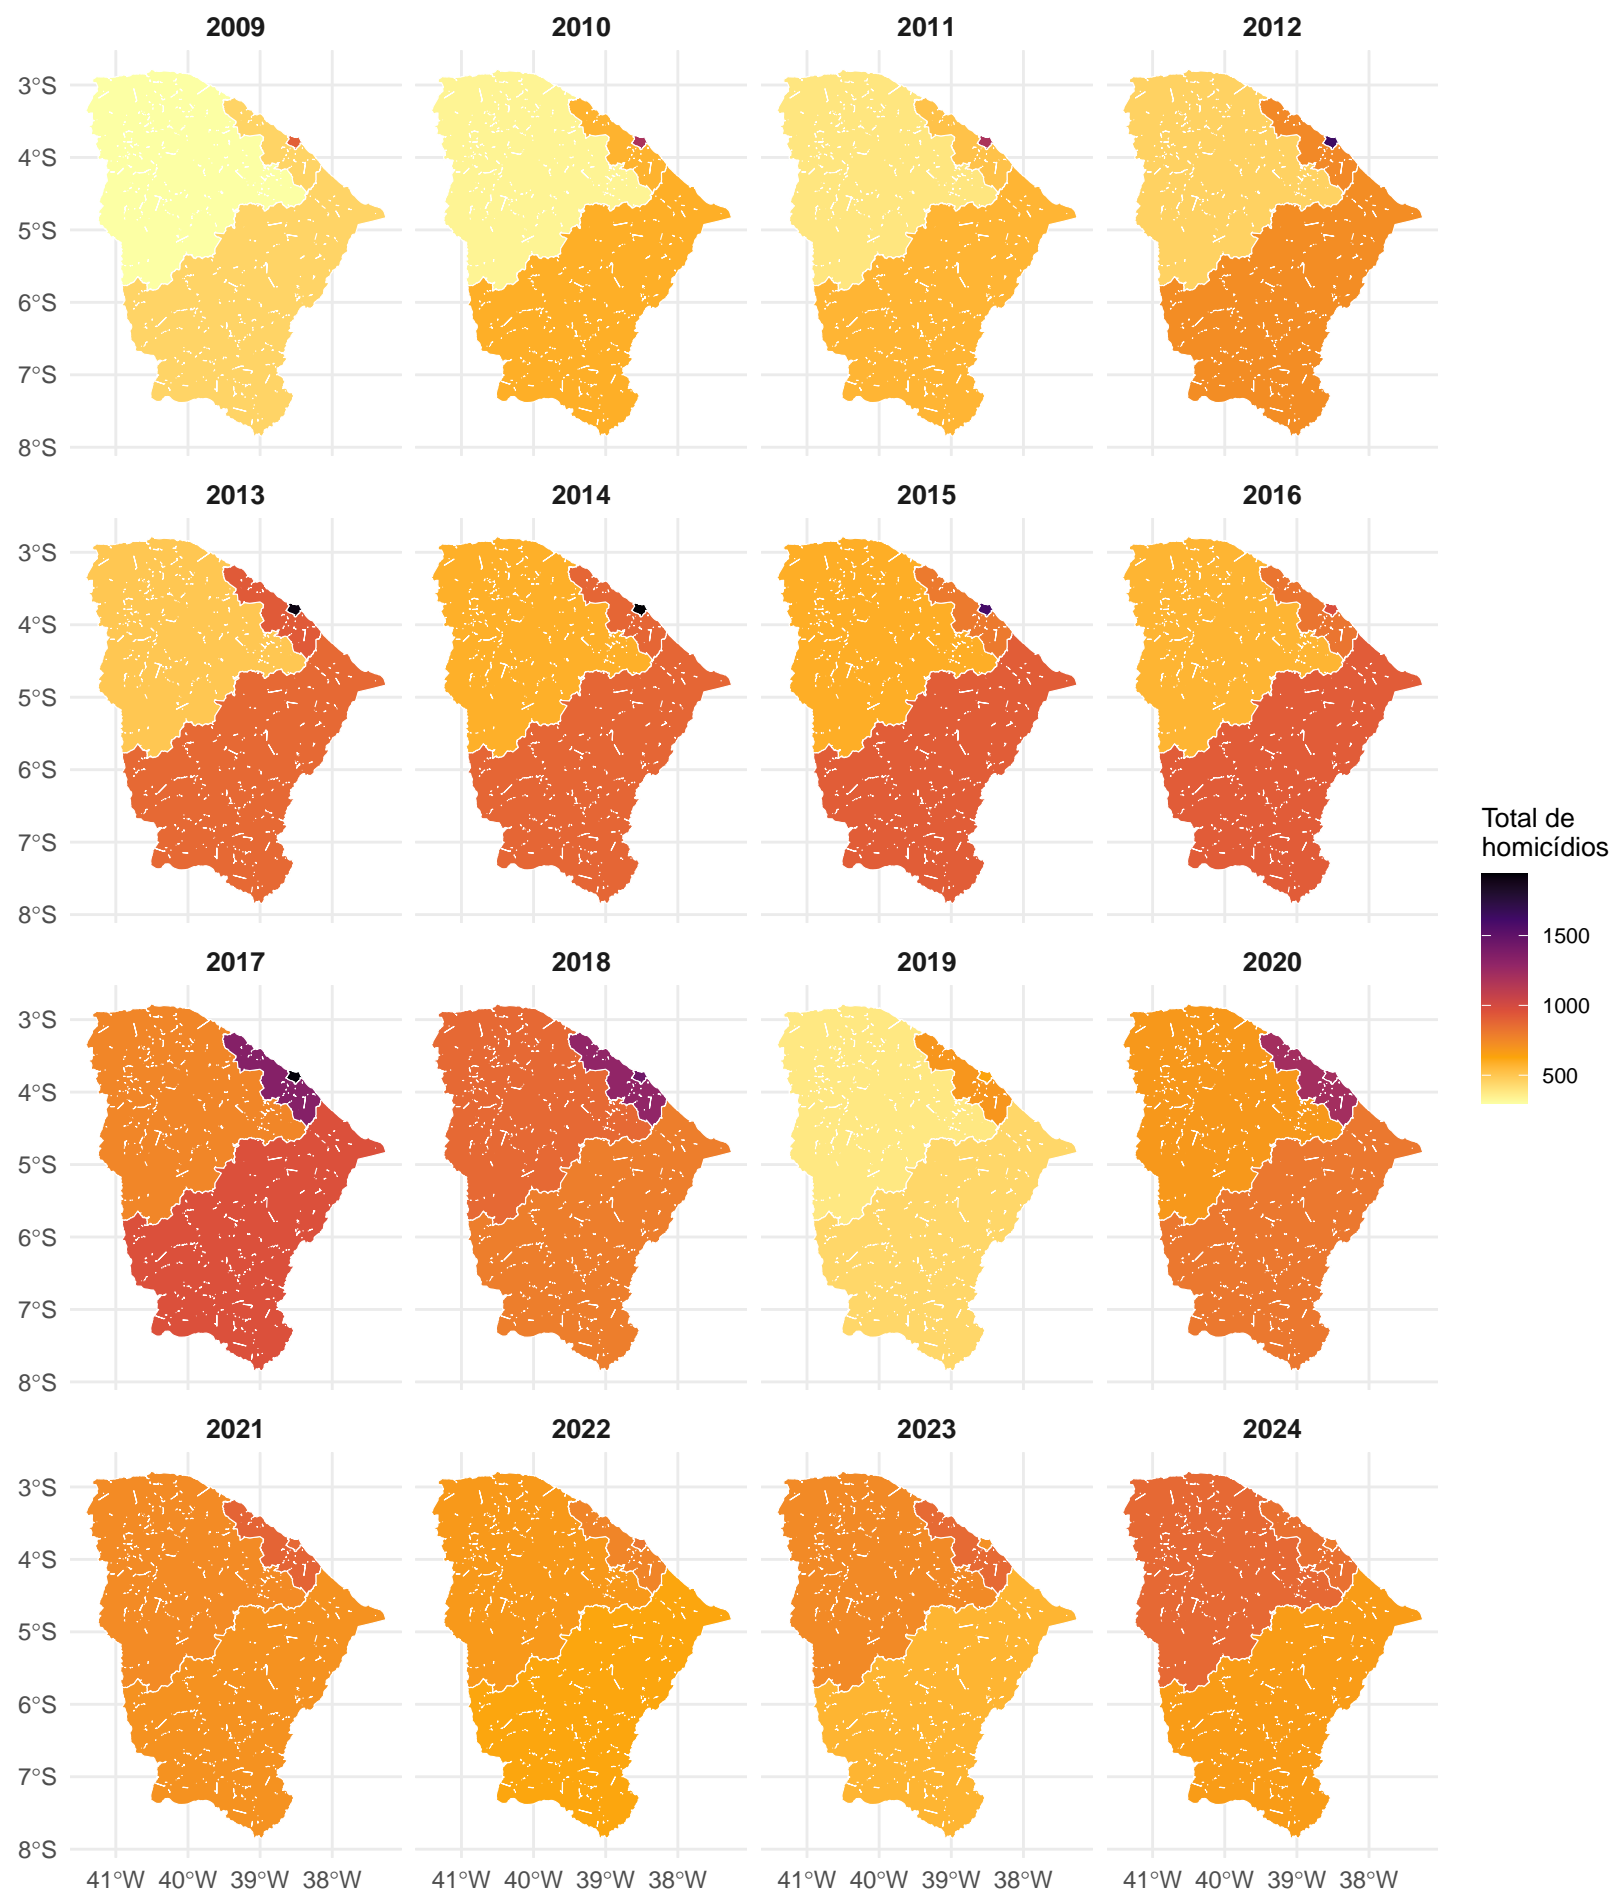 2009 2010 2011 2012
3°S
4°S
5°S
6°S
7°S
8°S
2013 2014 2015 2016
3°S
4°S
5°S
6°S
7°S
8°S
Total de
homicídios
1500
1000
500
2017 2018 2019 2020
3°S
4°S
5°S
6°S
7°S
8°S
2021 2022 2023 2024
3°S
4°S
5°S
6°S
7°S
8°S
41°W 40°W 39°W 38°W 41°W 40°W 39°W 38°W 41°W 40°W 39°W 38°W 41°W 40°W 39°W 38°W